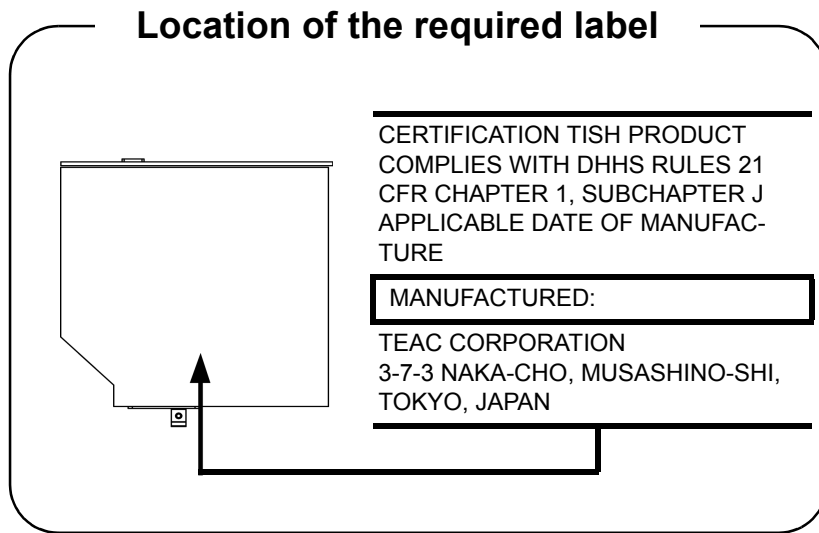 Location of the required label
CERTIFICATION TISH PRODUCT
COMPLIES WITH DHHS RULES 21
CFR CHAPTER 1, SUBCHAPTER J
APPLICABLE DATE OF MANUFAC-
TURE
MANUFACTURED:
TEAC CORPORATION
3-7-3 NAKA-CHO, MUSASHINO-SHI,
TOKYO, JAPAN